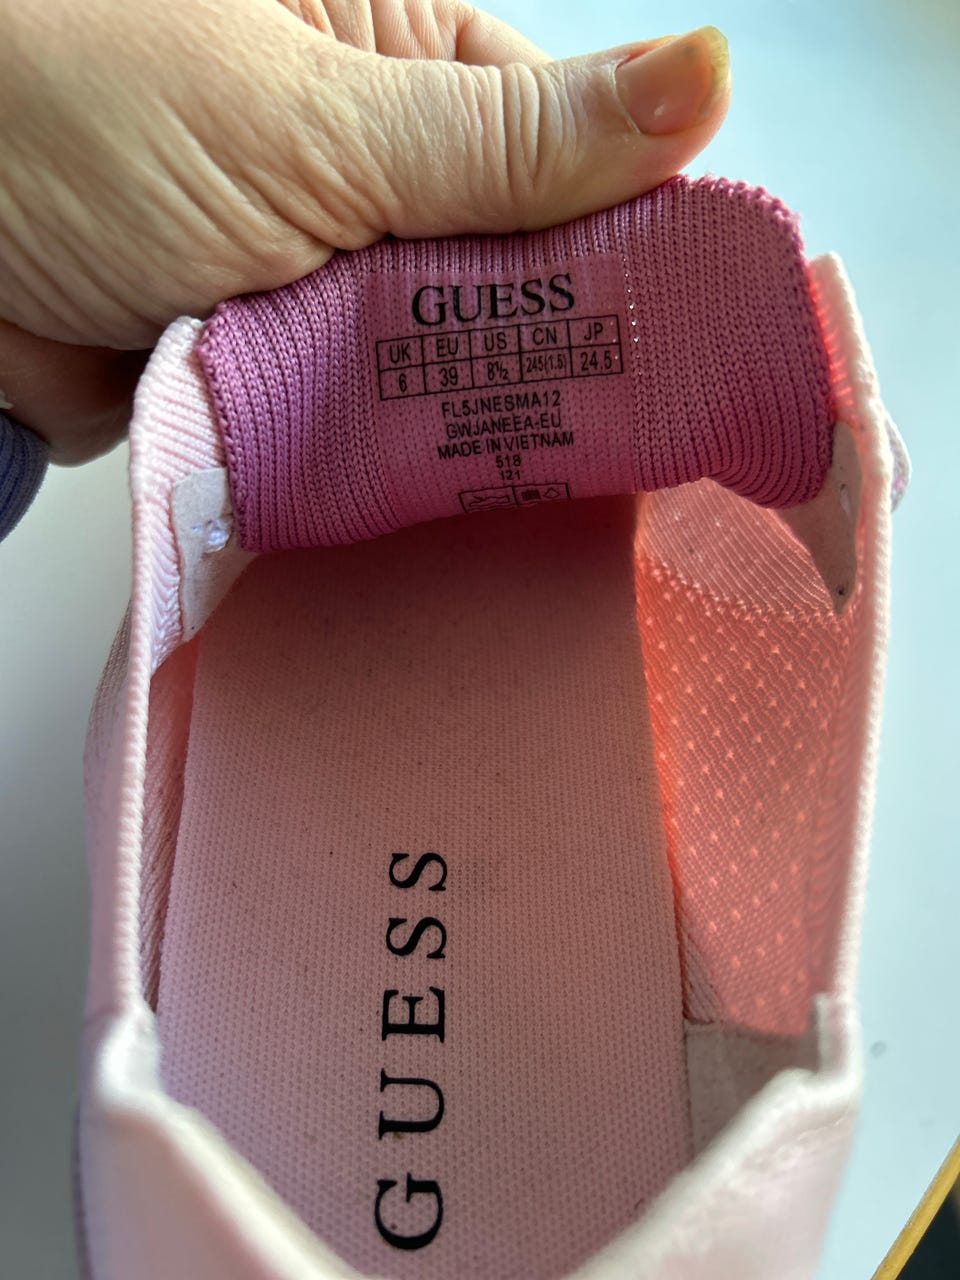 GUESS
UK EU US CN JP
6 39 8½ 245(1.5) 24.5
FL5JNESMA12
GWJANEEA-EU
MADE IN VIETNAM
518
121
GUESS